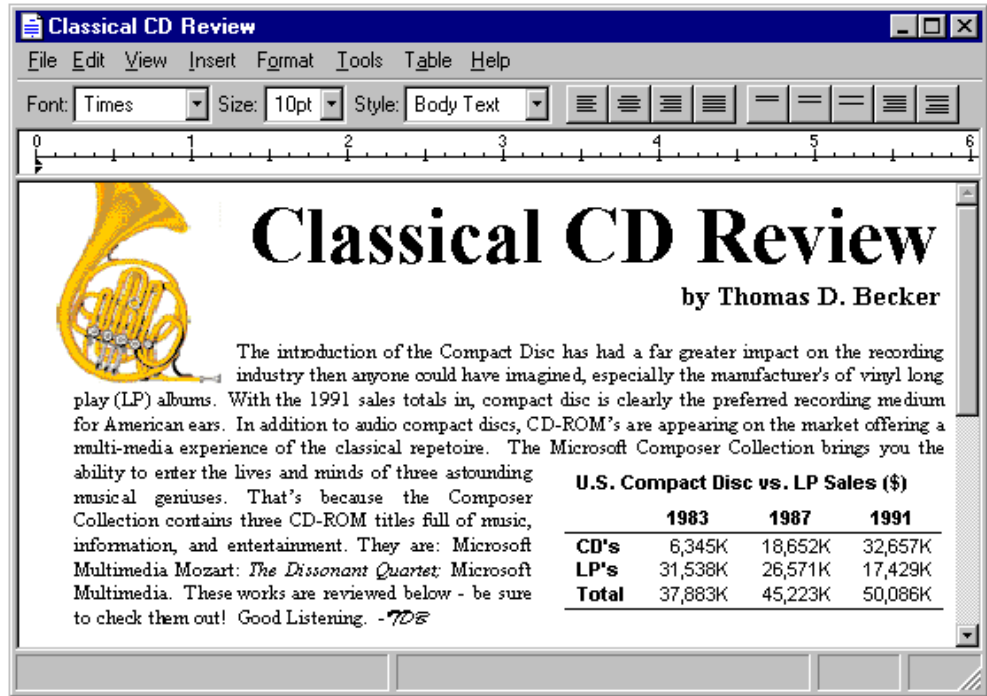 Classical CD Review
File Edit View Insert Format Tools Table Help
Font: Times Size: 10pt Style: Body Text
0 1 2 3 4 5 6
Classical CD Review
by Thomas D. Becker
The introduction of the Compact Disc has had a far greater impact on the recording
industry then anyone could have imagined, especially the manufacturer's of vinyl long
play (LP) albums. With the 1991 sales totals in, compact disc is clearly the preferred recording medium
for American ears. In addition to audio compact discs, CD-ROM's are appearing on the market offering a
multi-media experience of the classical repetoire. The Microsoft Composer Collection brings you the
ability to enter the lives and minds of three astounding
musical geniuses. That's because the Composer
Collection contains three CD-ROM titles full of music,
information, and entertainment. They are: Microsoft
Multimedia Mozart: The Dissonant Quartet; Microsoft
Multimedia. These works are reviewed below - be sure
to check them out! Good Listening. -TDB
U.S. Compact Disc vs. LP Sales ($)
1983 1987 1991
CD's 6,345K 18,652K 32,657K
LP's 31,538K 26,571K 17,429K
Total 37,883K 45,223K 50,086K